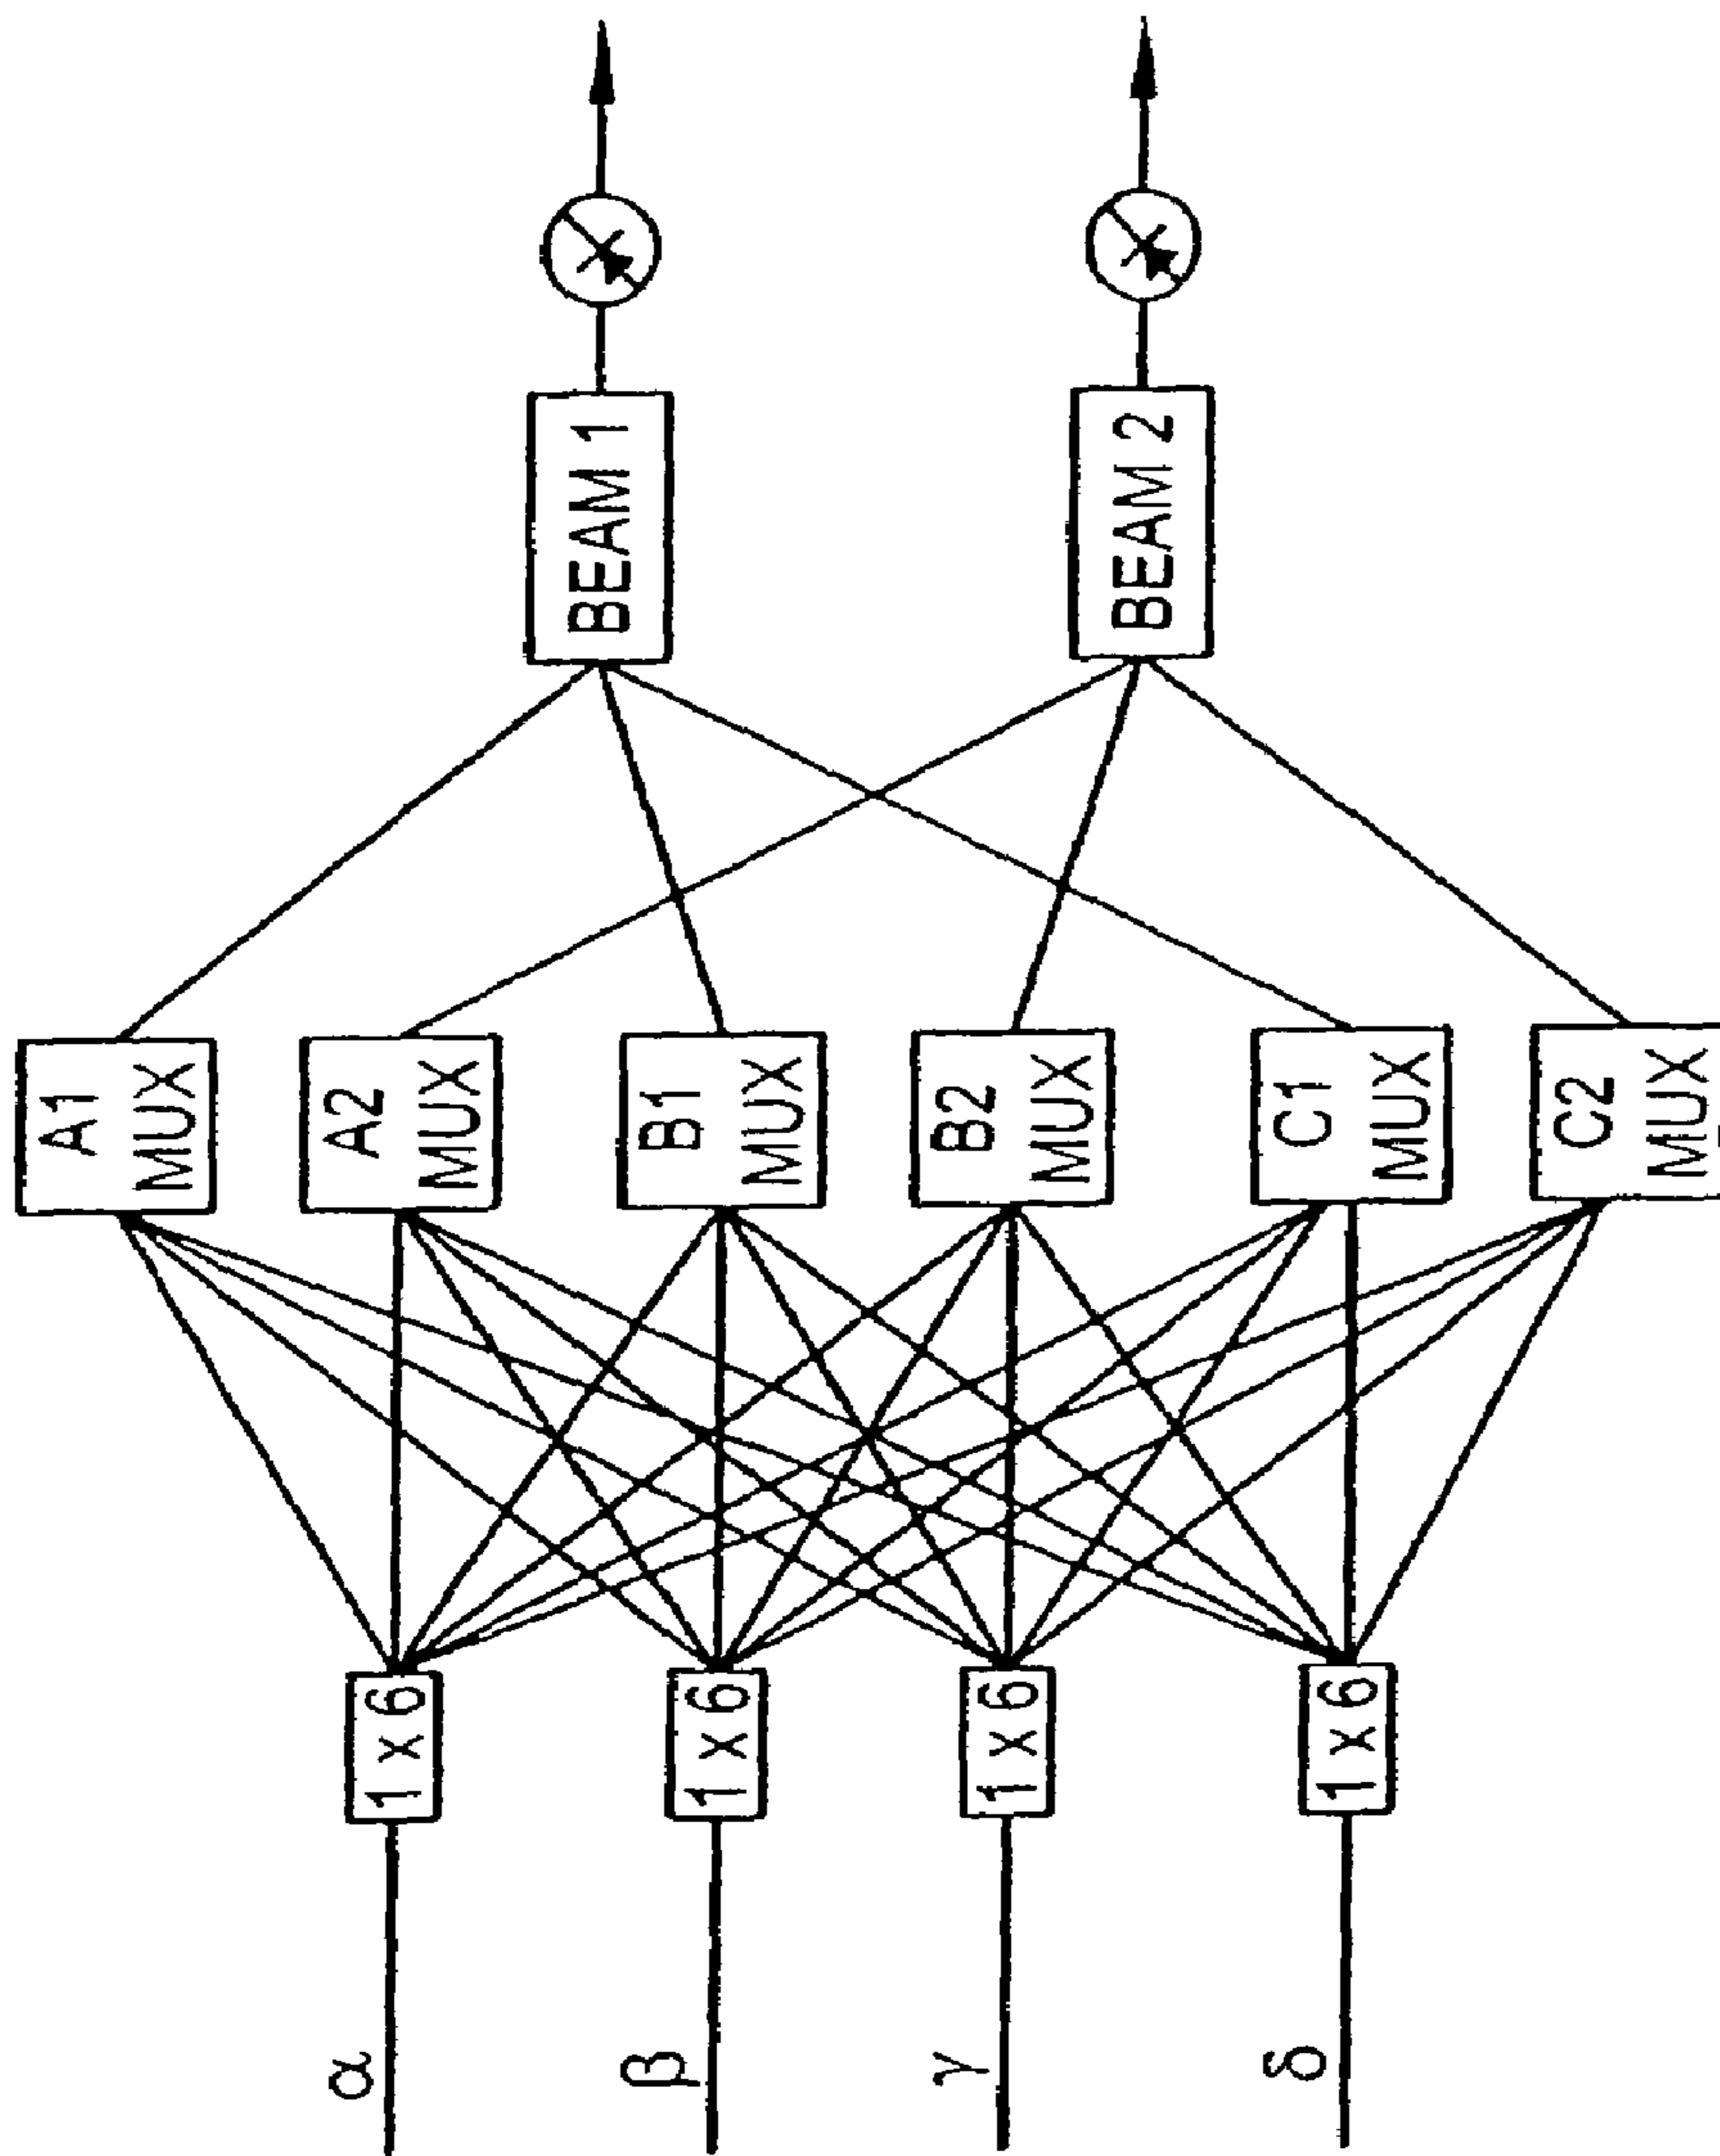 α
β
γ
δ
1 x 6
1 x 6
1 x 6
1 x 6
A1
MUX
A2
MUX
B1
MUX
B2
MUX
C1
MUX
C2
MUX
BEAM 1
BEAM 2